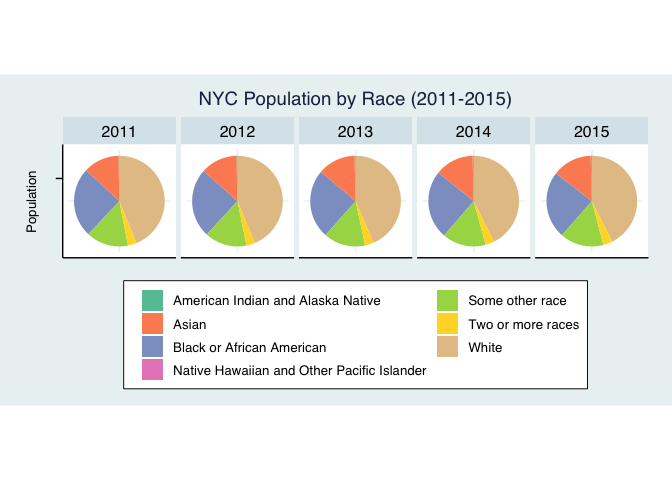 NYC Population by Race (2011-2015)
2011 2012 2013 2014 2015
Population
American Indian and Alaska Native
Asian
Black or African American
Native Hawaiian and Other Pacific Islander
Some other race
Two or more races
White